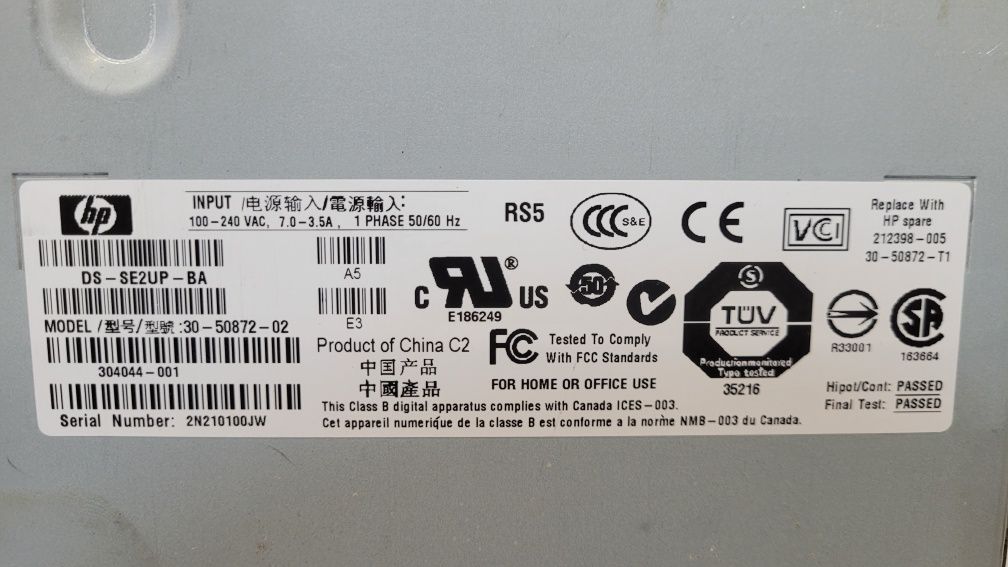 hp
INPUT /电源输入/電源輸入:
100-240 VAC, 7.0-3.5A, 1 PHASE 50/60 Hz
DS-SE2UP-BA
MODEL /型号/型號:30-50872-02
304044-001
Serial Number: 2N210100JW
A5
E3
Product of China C2
中国产品
中國產品
RS5
CCC S&E
CE
VCI
Replace With
HP spare
212398-005
30-50872-T1
C RU® US
E186249
50
FC Tested To Comply
With FCC Standards
FOR HOME OR OFFICE USE
S
TÜV
PRODUCT SERVICE
Production monitored
Type tested
35216
R33001
SA
163664
Hipot/Cont: PASSED
Final Test: PASSED
This Class B digital apparatus complies with Canada ICES-003.
Cet appareil numerique de la classe B est conforme a la norme NMB-003 du Canada.